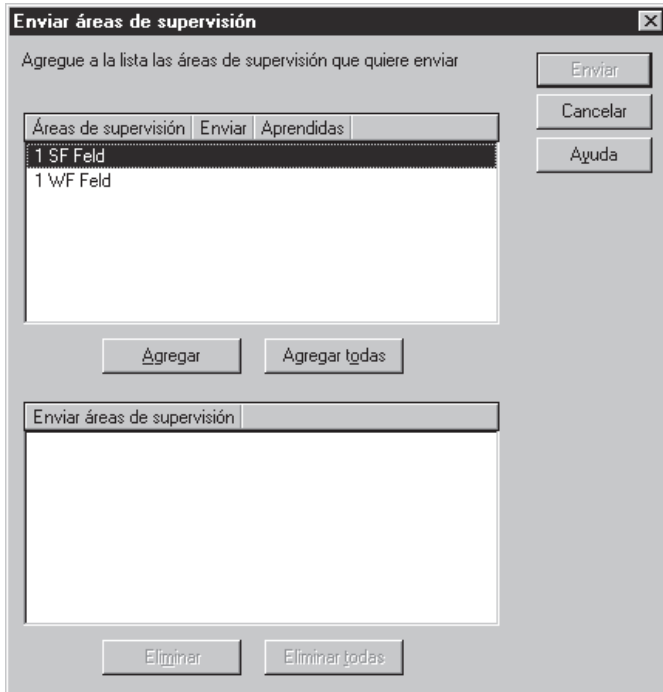 Enviar áreas de supervisión
Agregue a la lista las áreas de supervisión que quiere enviar
Enviar
Cancelar
Ayuda
Áreas de supervisión Enviar Aprendidas
1 SF Feld
1 WF Feld
Agregar Agregar todas
Enviar áreas de supervisión
Eliminar Eliminar todas